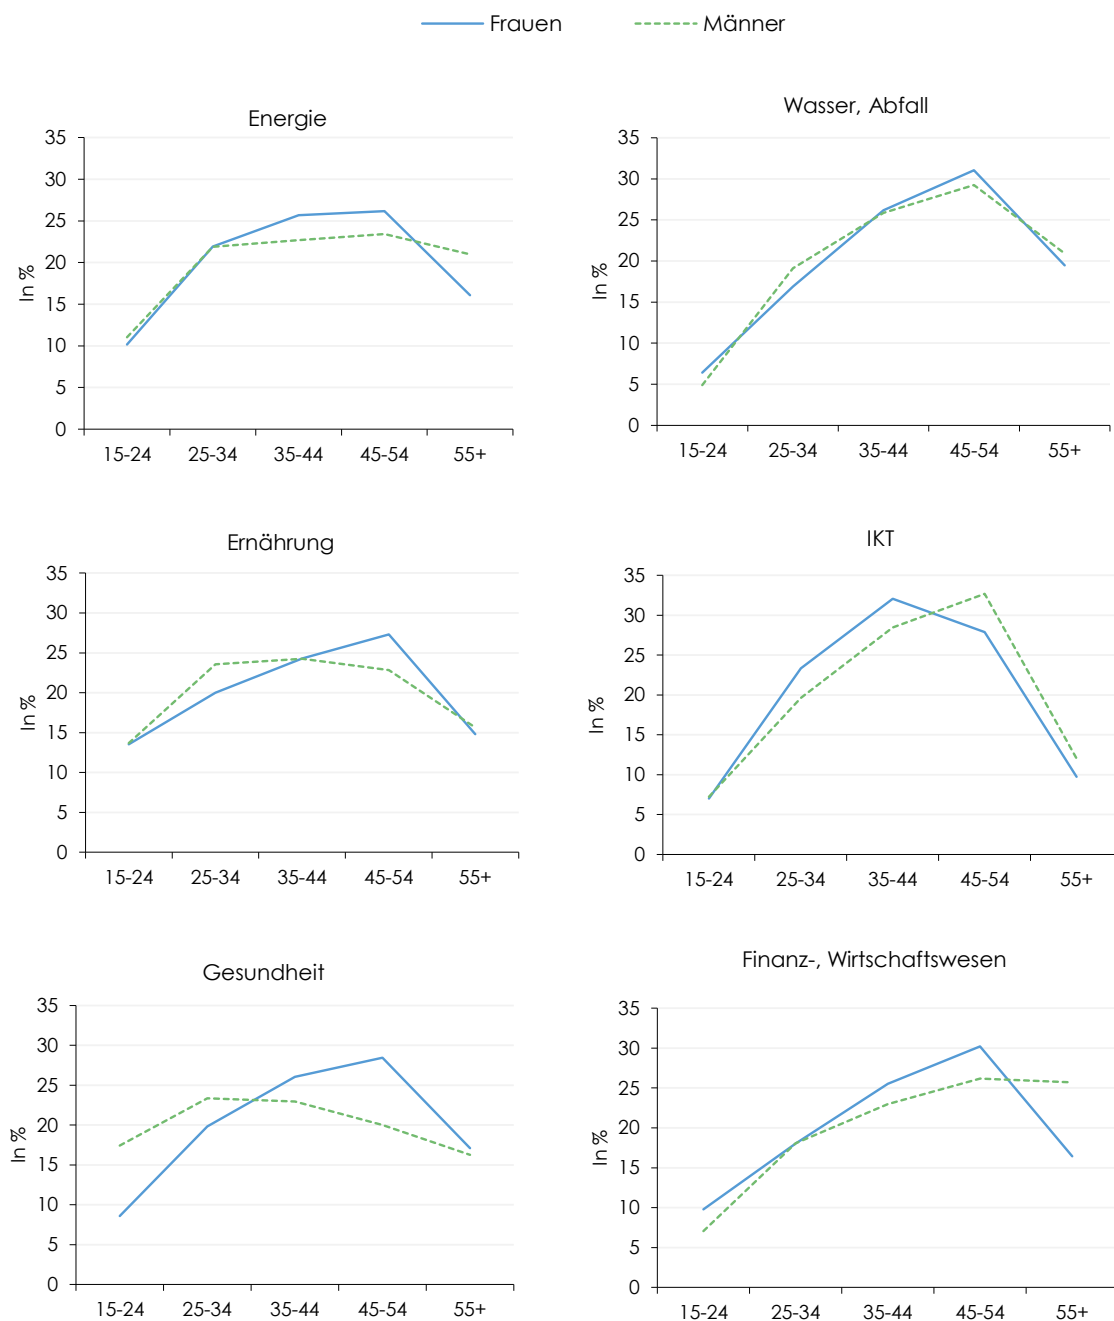 Frauen Männer
Energie
35
30
25
20
15
10
5
0
In %
15-24 25-34 35-44 45-54 55+
Wasser, Abfall
35
30
25
20
15
10
5
0
In %
15-24 25-34 35-44 45-54 55+
Ernährung
35
30
25
20
15
10
5
0
In %
15-24 25-34 35-44 45-54 55+
IKT
35
30
25
20
15
10
5
0
In %
15-24 25-34 35-44 45-54 55+
Gesundheit
35
30
25
20
15
10
5
0
In %
15-24 25-34 35-44 45-54 55+
Finanz-, Wirtschaftswesen
35
30
25
20
15
10
5
0
In %
15-24 25-34 35-44 45-54 55+